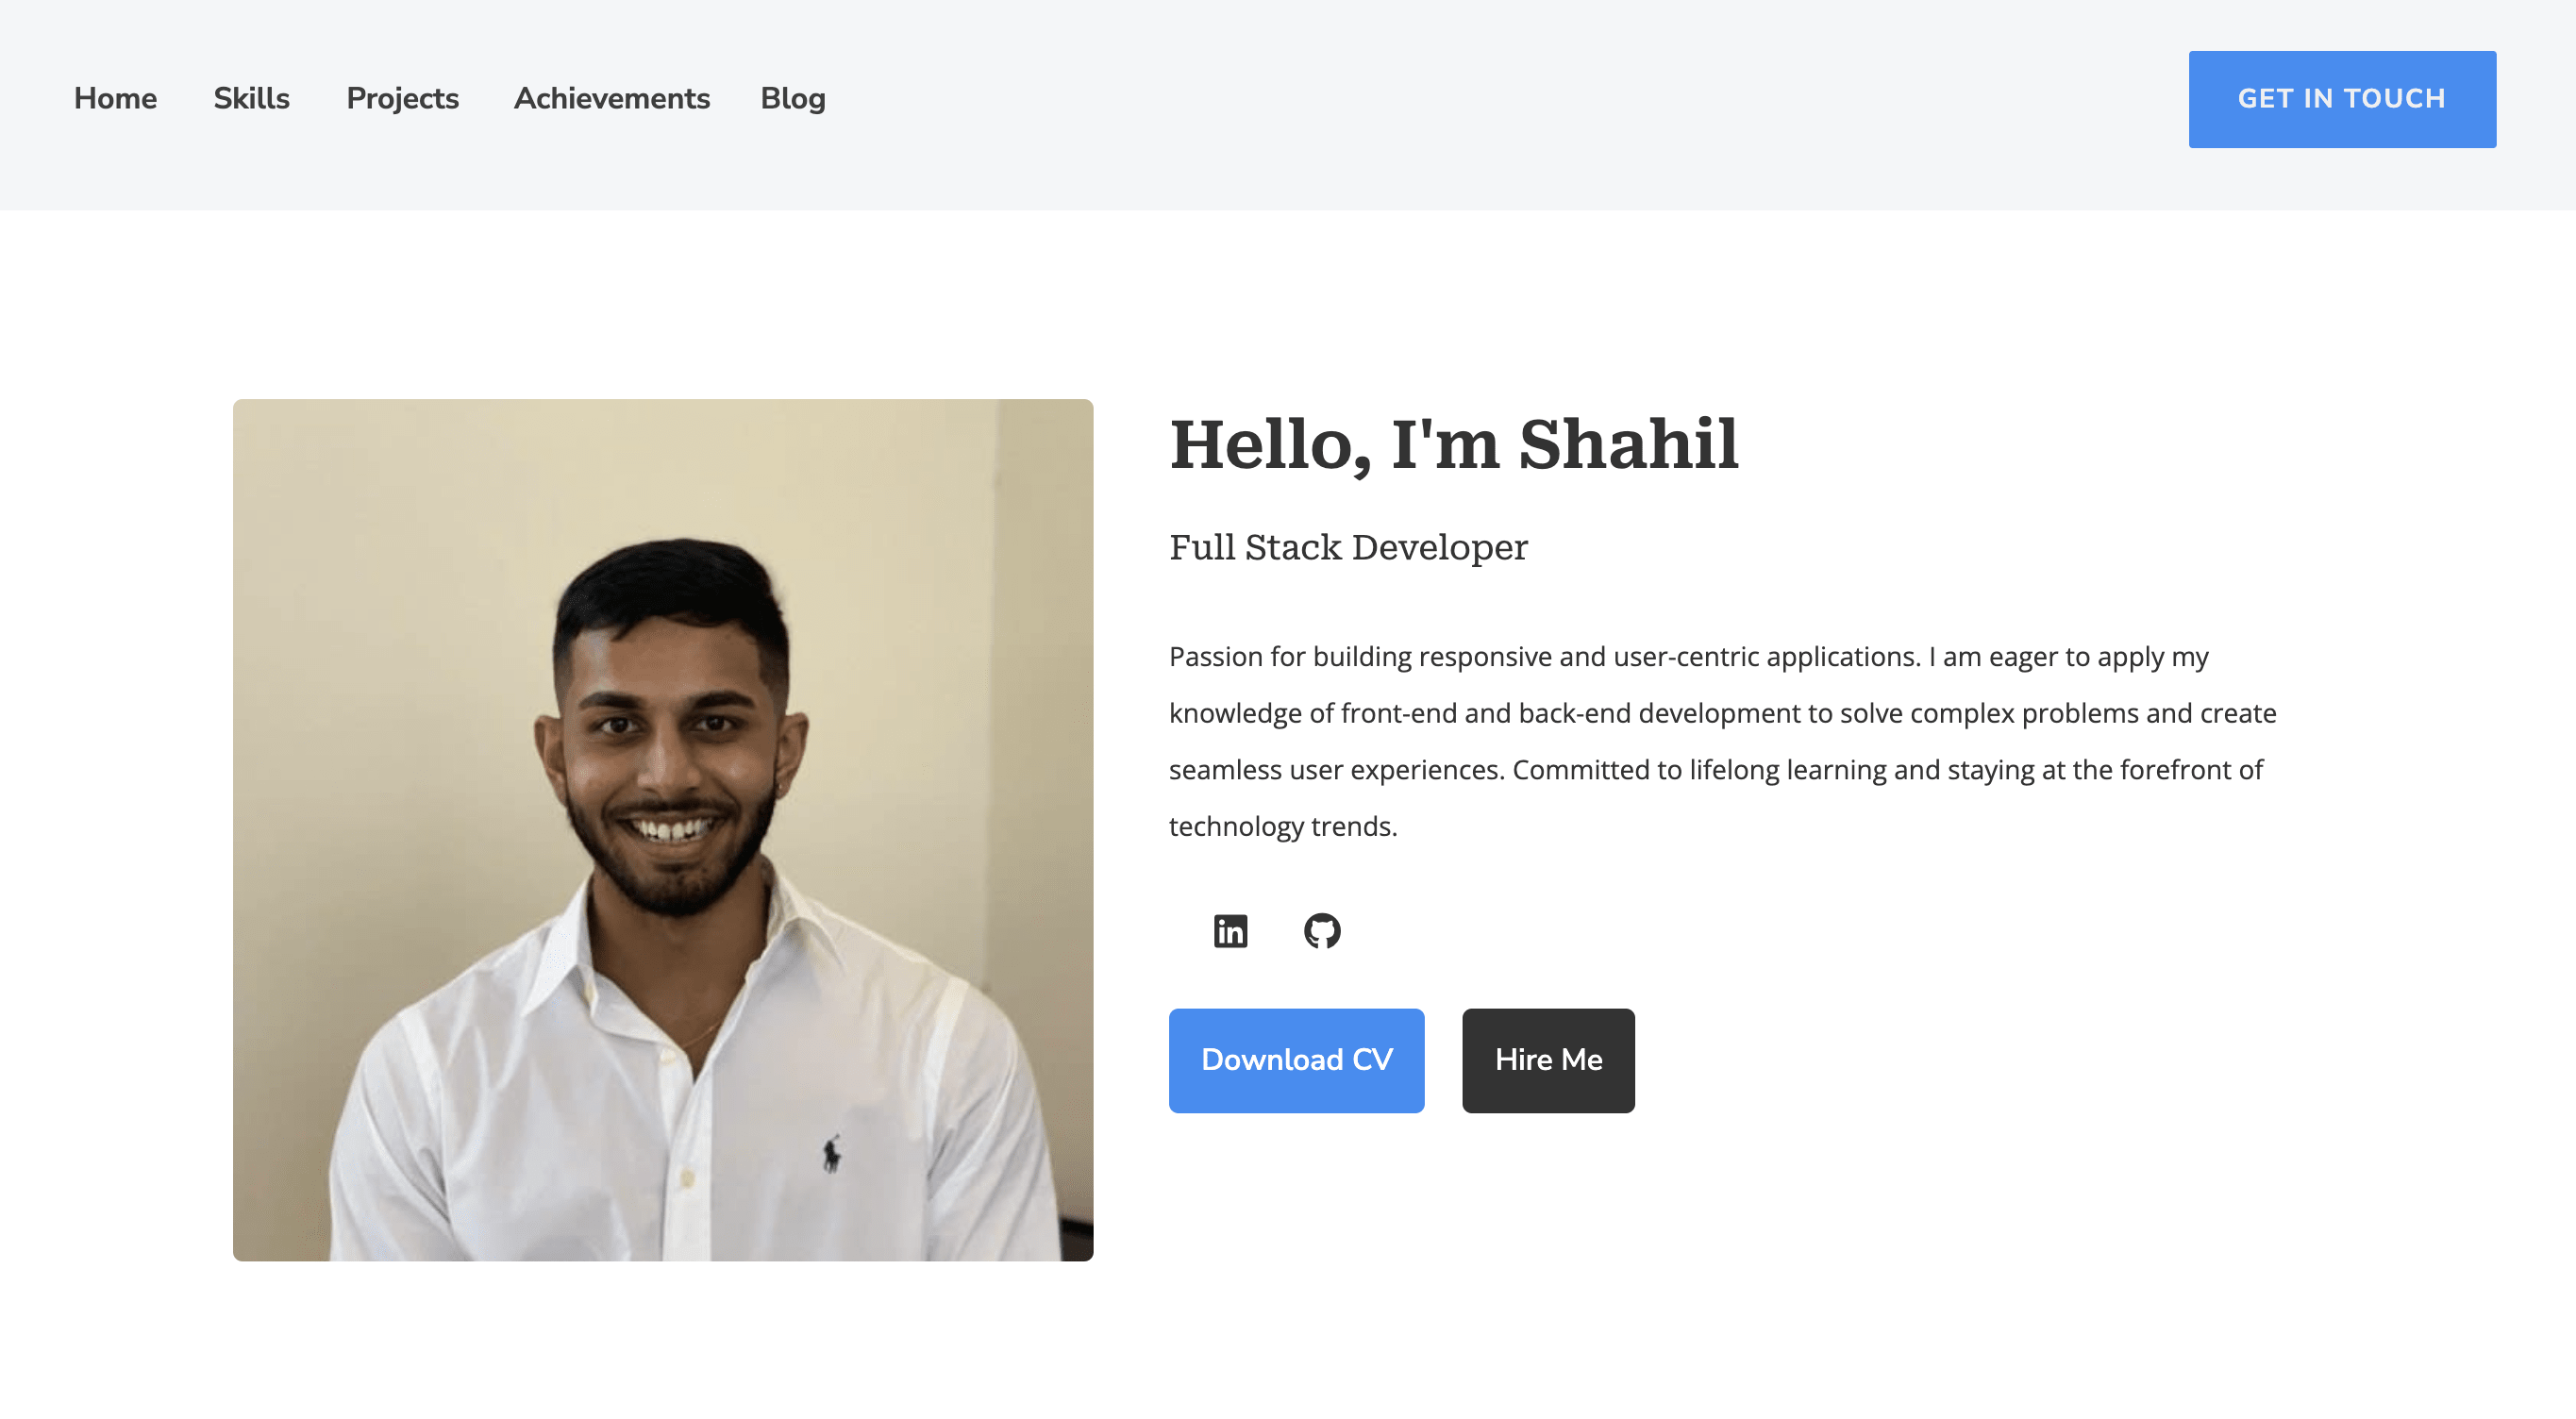 Home Skills Projects Achievements Blog GET IN TOUCH
Hello, I'm Shahil
Full Stack Developer
Passion for building responsive and user-centric applications. I am eager to apply my
knowledge of front-end and back-end development to solve complex problems and create
seamless user experiences. Committed to lifelong learning and staying at the forefront of
technology trends.
in
Download CV Hire Me